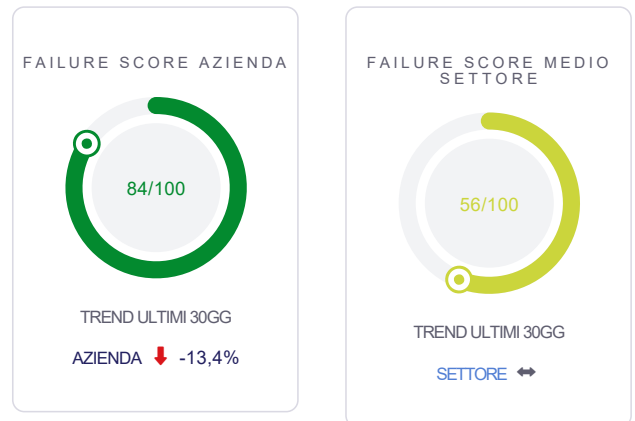 FAILURE SCORE AZIENDA
84/100
TREND ULTIMI 30GG
AZIENDA -13,4%
FAILURE SCORE MEDIO
SETTORE
56/100
TREND ULTIMI 30GG
SETTORE